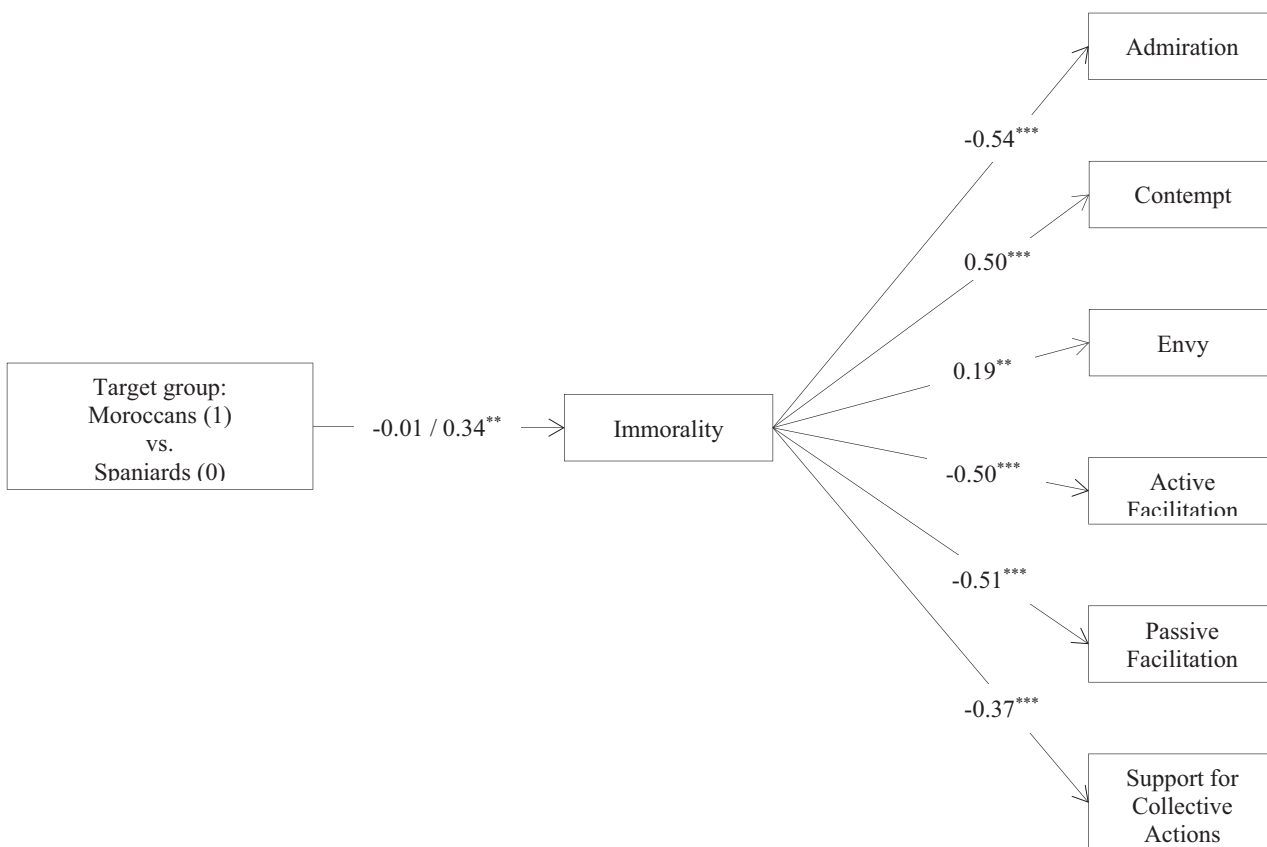 Admiration
-0.54***
Contempt
0.50***
Envy
0.19**
Target group:
Moroccans (1)
vs.
Spaniards (0)
-0.01 / 0.34**
Immorality
-0.50***
Active
Facilitation
-0.51***
Passive
Facilitation
-0.37***
Support for
Collective
Actions